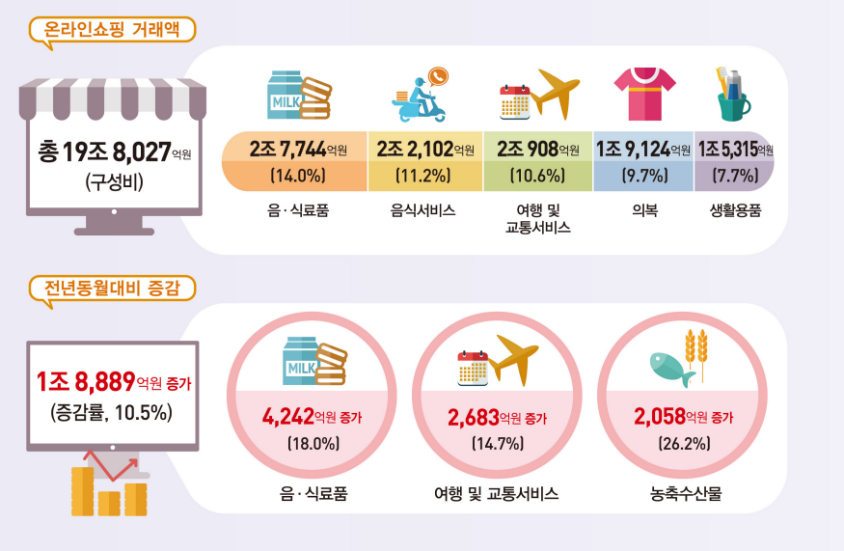 온라인쇼핑 거래액
총 19조 8,027억원
(구성비)
MILK
2조 7,744억원
(14.0%)
음·식료품
2조 2,102억원
(11.2%)
음식서비스
2조 908억원
(10.6%)
여행 및
교통서비스
1조 9,124억원
(9.7%)
의복
1조 5,315억원
(7.7%)
생활용품
전년동월대비 증감
1조 8,889억원 증가
(증감률, 10.5%)
MILK
4,242억원 증가
(18.0%)
음·식료품
2,683억원 증가
(14.7%)
여행 및 교통서비스
2,058억원 증가
(26.2%)
농축수산물